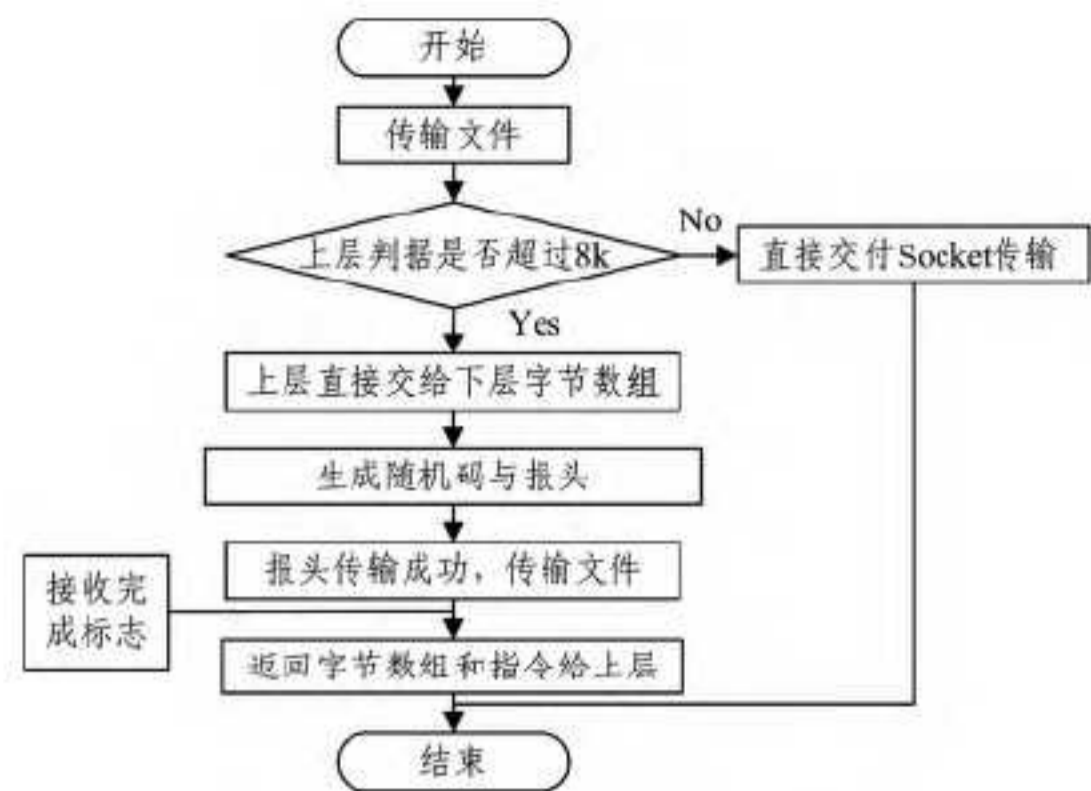 开始
传输文件
上层判据是否超过8k
No
直接交付Socket传输
Yes
上层直接交给下层字节数组
生成随机码与报头
报头传输成功，传输文件
接收完
成标志
返回字节数组和指令给上层
结束